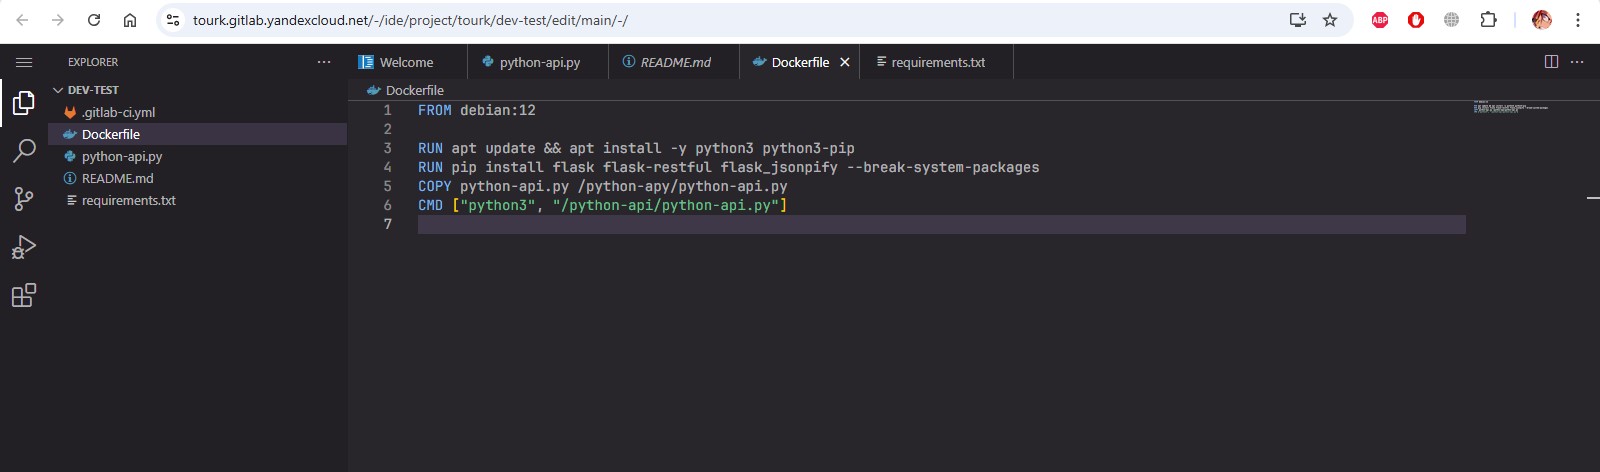 tourk.gitlab.yandexcloud.net/-/ide/project/tourk/dev-test/edit/main/-/
ABP
EXPLORER
Welcome
python-api.py
README.md
Dockerfile
requirements.txt
DEV-TEST
.gitlab-ci.yml
Dockerfile
python-api.py
README.md
requirements.txt
Dockerfile
1 FROM debian:12
2
3 RUN apt update && apt install -y python3 python3-pip
4 RUN pip install flask flask-restful flask_jsonpify --break-system-packages
5 COPY python-api.py /python-apy/python-api.py
6 CMD ["python3", "/python-api/python-api.py"]
7